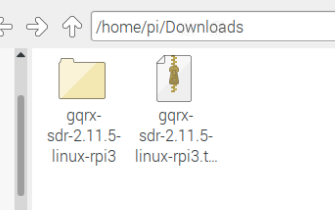 /home/pi/Downloads
gqrx-
sdr-2.11.5-
linux-rpi3
gqrx-
sdr-2.11.5-
linux-rpi3.t...